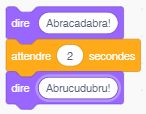 dire Abracadabra!
attendre 2 secondes
dire Abrucudubru!